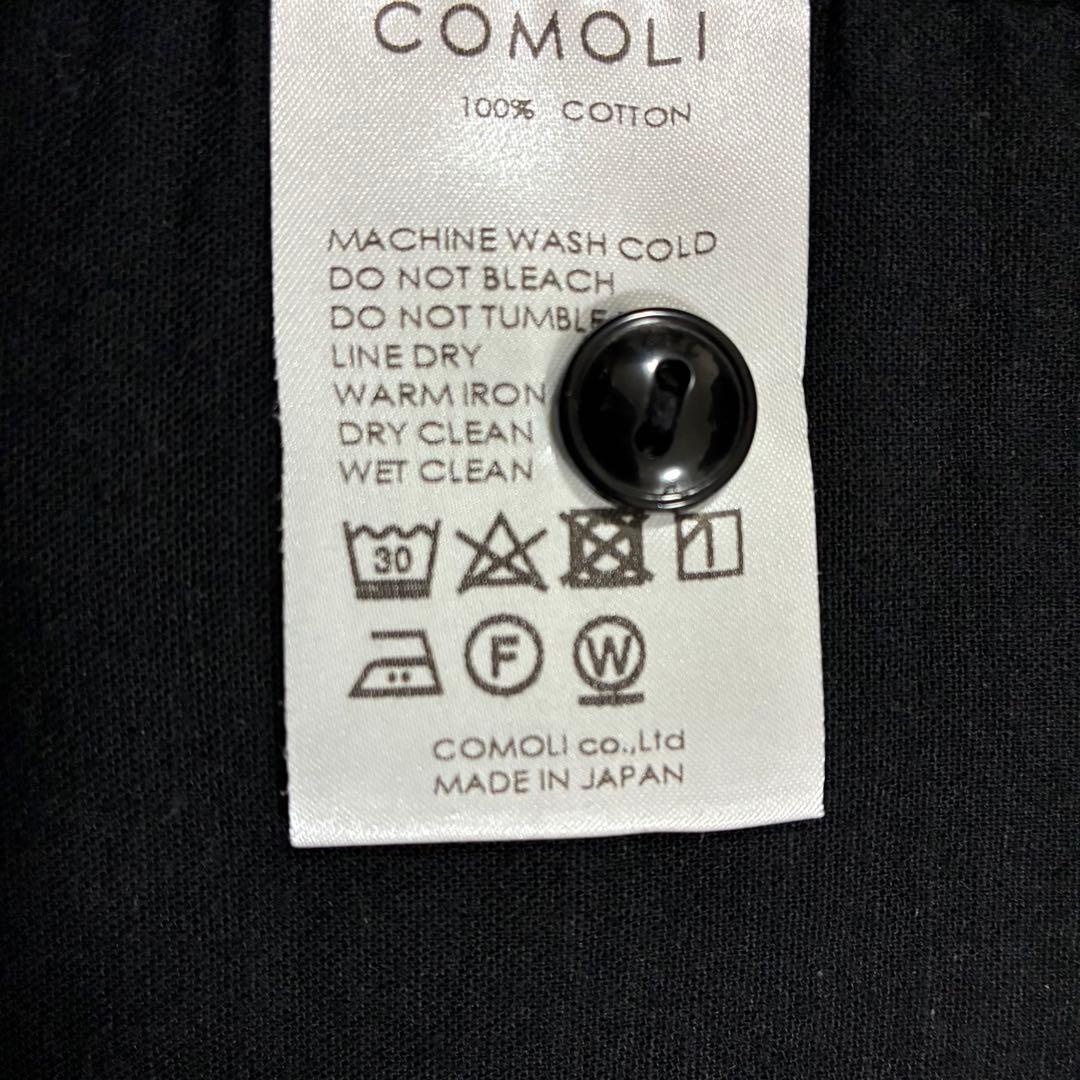 COMOLI
100% COTTON
MACHINE WASH COLD
DO NOT BLEACH
DO NOT TUMBLE
LINE DRY
WARM IRON
DRY CLEAN
WET CLEAN
30
F W
COMOLI co.,Ltd
MADE IN JAPAN